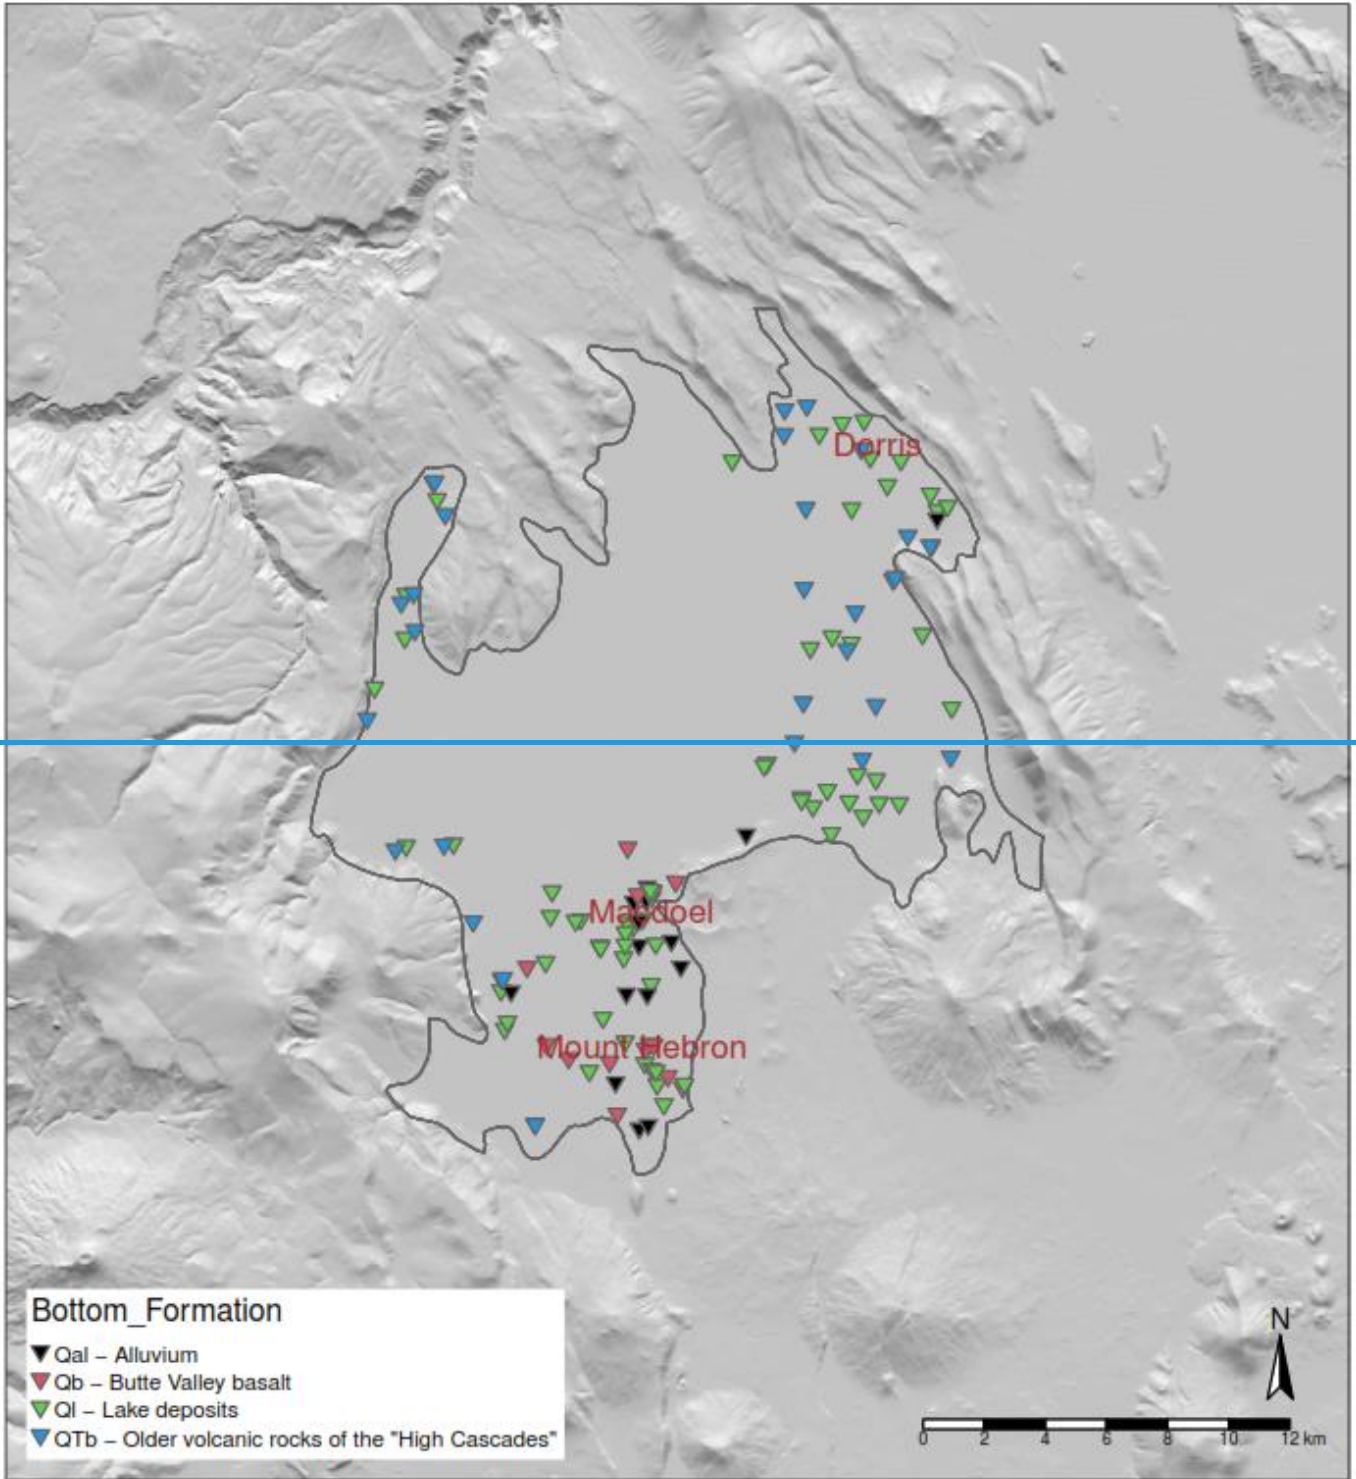 Dorris
Macdoel
Mount Hebron
Bottom_Formation
Qal – Alluvium
Qb – Butte Valley basalt
Ql – Lake deposits
QTb – Older volcanic rocks of the "High Cascades"
N
0 2 4 6 8 10 12 km